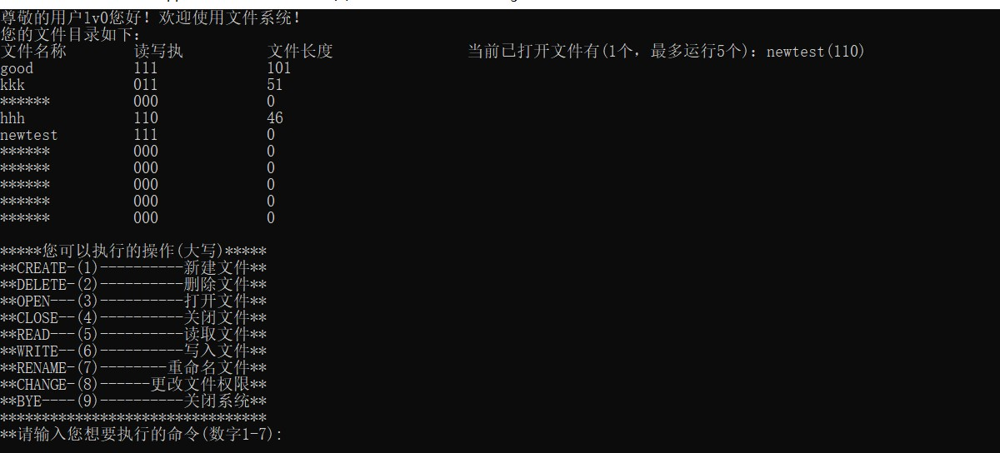 尊敬的用户lv0您好！欢迎使用文件系统！
您的文件目录如下：
文件名称 读写执 文件长度 当前已打开文件有(1个，最多运行5个)：newtest(110)
good 111 101
kkk 011 51
****** 000 0
hhh 110 46
newtest 111 0
****** 000 0
****** 000 0
****** 000 0
****** 000 0
****** 000 0
*****您可以执行的操作(大写)*****
**CREATE-(1)----------新建文件**
**DELETE-(2)----------删除文件**
**OPEN---(3)----------打开文件**
**CLOSE--(4)----------关闭文件**
**READ---(5)----------读取文件**
**WRITE--(6)----------写入文件**
**RENAME-(7)--------重命名文件**
**CHANGE-(8)------更改文件权限**
**BYE----(9)----------关闭系统**
********************************
**请输入您想要执行的命令(数字1-7):